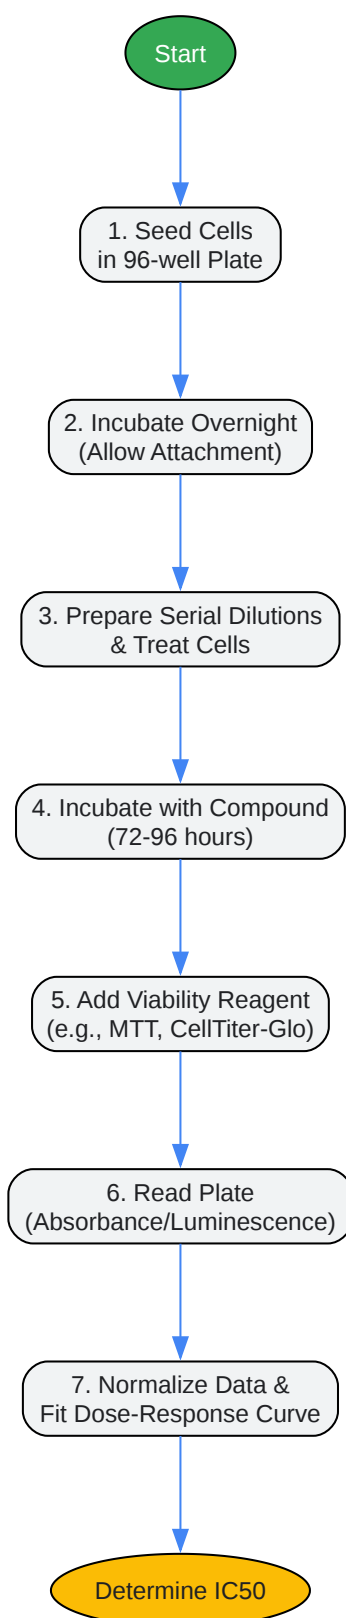 Start
1. Seed Cells
in 96-well Plate
2. Incubate Overnight
(Allow Attachment)
3. Prepare Serial Dilutions
& Treat Cells
4. Incubate with Compound
(72-96 hours)
5. Add Viability Reagent
(e.g., MTT, CellTiter-Glo)
6. Read Plate
(Absorbance/Luminescence)
7. Normalize Data &
Fit Dose-Response Curve
Determine IC50